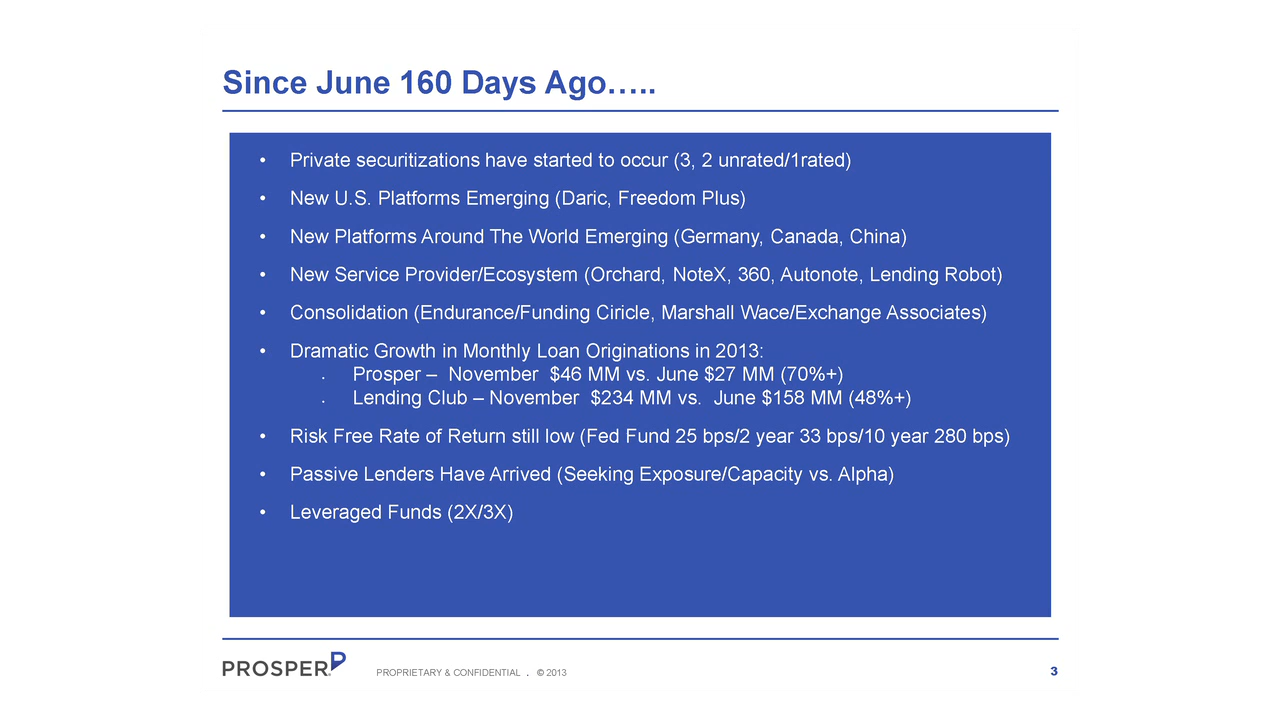 Since June 160 Days Ago…..
• Private securitizations have started to occur (3, 2 unrated/1rated)
• New U.S. Platforms Emerging (Daric, Freedom Plus)
• New Platforms Around The World Emerging (Germany, Canada, China)
• New Service Provider/Ecosystem (Orchard, NoteX, 360, Autonote, Lending Robot)
• Consolidation (Endurance/Funding Ciricle, Marshall Wace/Exchange Associates)
• Dramatic Growth in Monthly Loan Originations in 2013:
• Prosper – November $46 MM vs. June $27 MM (70%+)
• Lending Club – November $234 MM vs. June $158 MM (48%+)
• Risk Free Rate of Return still low (Fed Fund 25 bps/2 year 33 bps/10 year 280 bps)
• Passive Lenders Have Arrived (Seeking Exposure/Capacity vs. Alpha)
• Leveraged Funds (2X/3X)
PROSPER PROPRIETARY & CONFIDENTIAL . © 2013 3